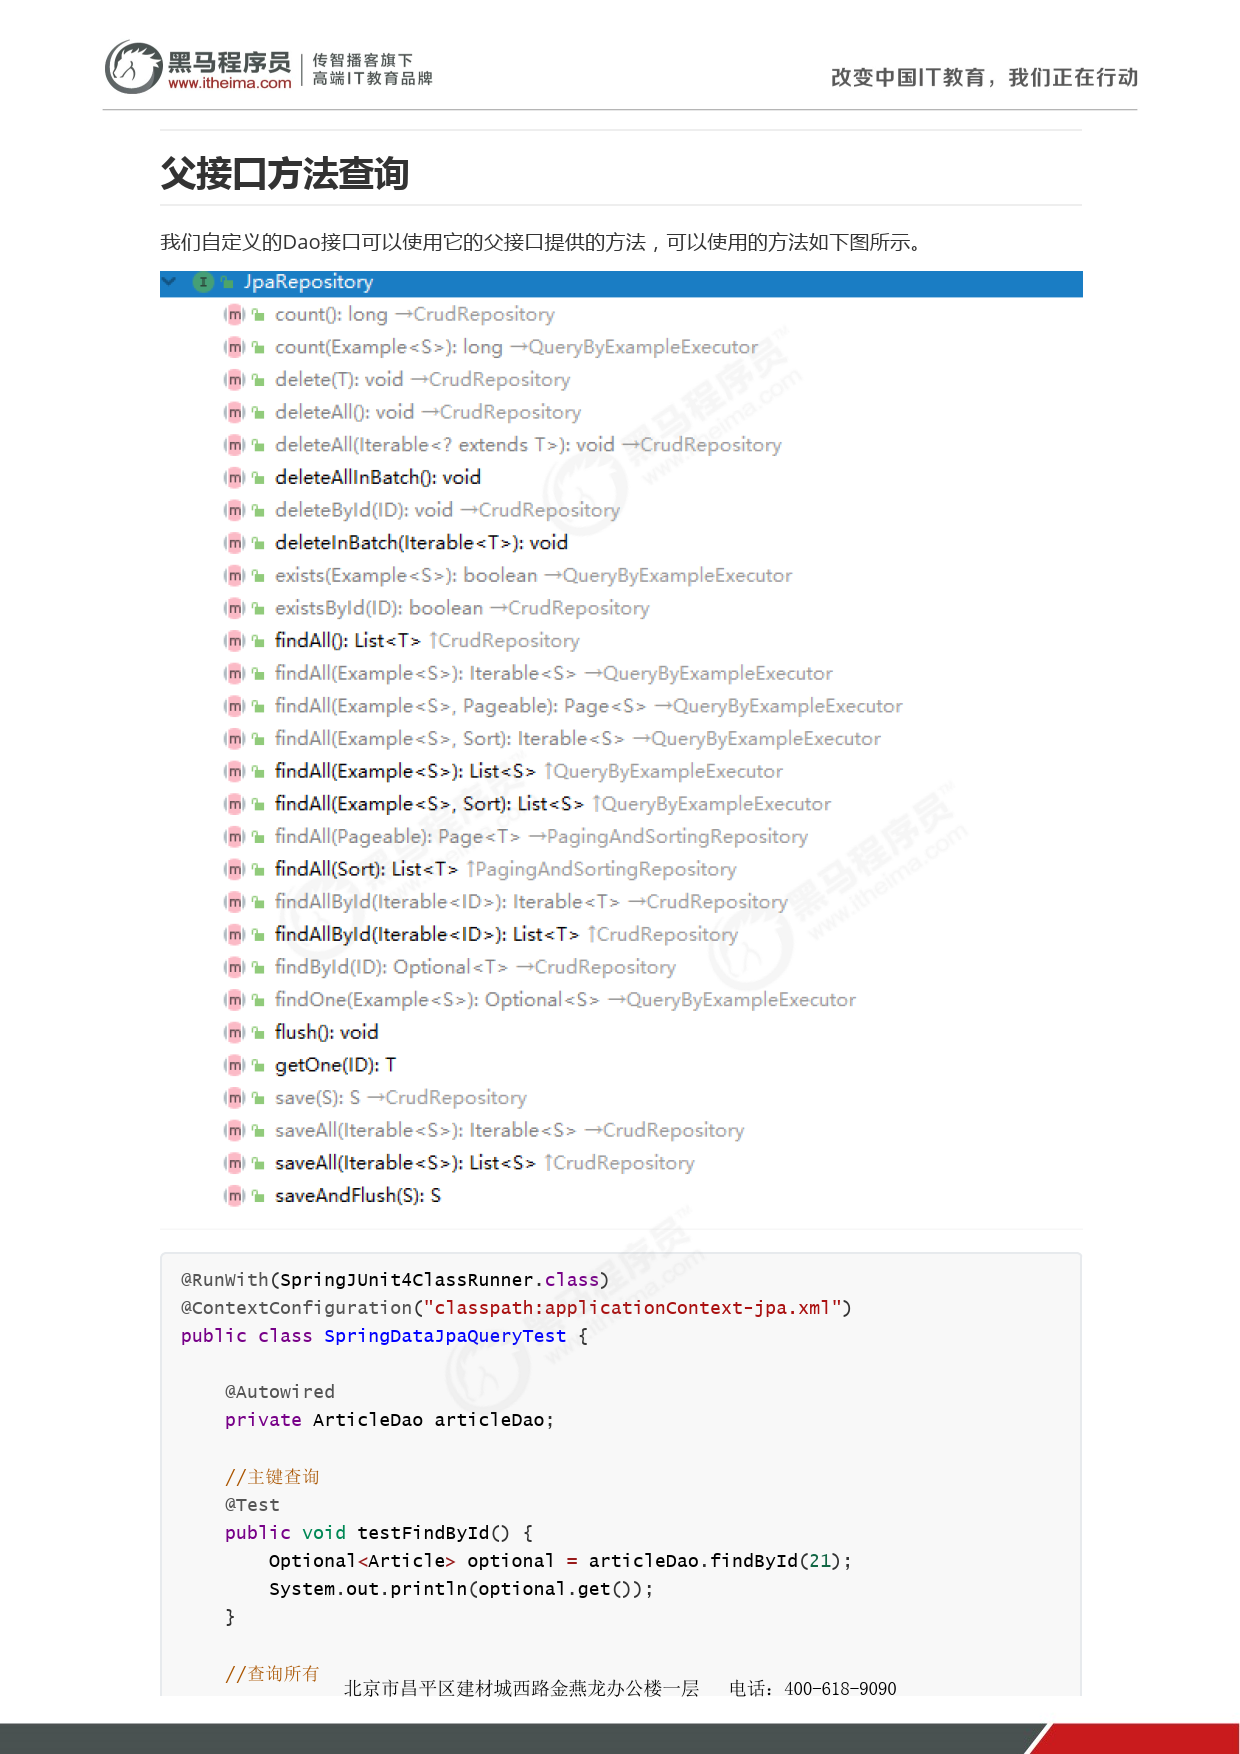 黑马程序员
www.itheima.com
传智播客旗下
高端IT教育品牌
改变中国IT教育，我们正在行动
父接口方法查询
我们自定义的Dao接口可以使用它的父接口提供的方法，可以使用的方法如下图所示。
JpaRepository
count(): long →CrudRepository
count(Example<S>): long →QueryByExampleExecutor
delete(T): void →CrudRepository
deleteAll(): void →CrudRepository
deleteAll(Iterable<? extends T>): void →CrudRepository
deleteAllInBatch(): void
deleteById(ID): void →CrudRepository
deleteInBatch(Iterable<T>): void
exists(Example<S>): boolean →QueryByExampleExecutor
existsById(ID): boolean →CrudRepository
findAll(): List<T> ↑CrudRepository
findAll(Example<S>): Iterable<S> →QueryByExampleExecutor
findAll(Example<S>, Pageable): Page<S> →QueryByExampleExecutor
findAll(Example<S>, Sort): Iterable<S> →QueryByExampleExecutor
findAll(Example<S>): List<S> ↑QueryByExampleExecutor
findAll(Example<S>, Sort): List<S> ↑QueryByExampleExecutor
findAll(Pageable): Page<T> →PagingAndSortingRepository
findAll(Sort): List<T> ↑PagingAndSortingRepository
findAllById(Iterable<ID>): Iterable<T> →CrudRepository
findAllById(Iterable<ID>): List<T> ↑CrudRepository
findById(ID): Optional<T> →CrudRepository
findOne(Example<S>): Optional<S> →QueryByExampleExecutor
flush(): void
getOne(ID): T
save(S): S →CrudRepository
saveAll(Iterable<S>): Iterable<S> →CrudRepository
saveAll(Iterable<S>): List<S> ↑CrudRepository
saveAndFlush(S): S
@RunWith(SpringJUnit4ClassRunner.class)
@ContextConfiguration("classpath:applicationContext-jpa.xml")
public class SpringDataJpaQueryTest {
@Autowired
private ArticleDao articleDao;
//主键查询
@Test
public void testFindById() {
Optional<Article> optional = articleDao.findById(21);
System.out.println(optional.get());
}
//查询所有
北京市昌平区建材城西路金燕龙办公楼一层 电话：400-618-9090